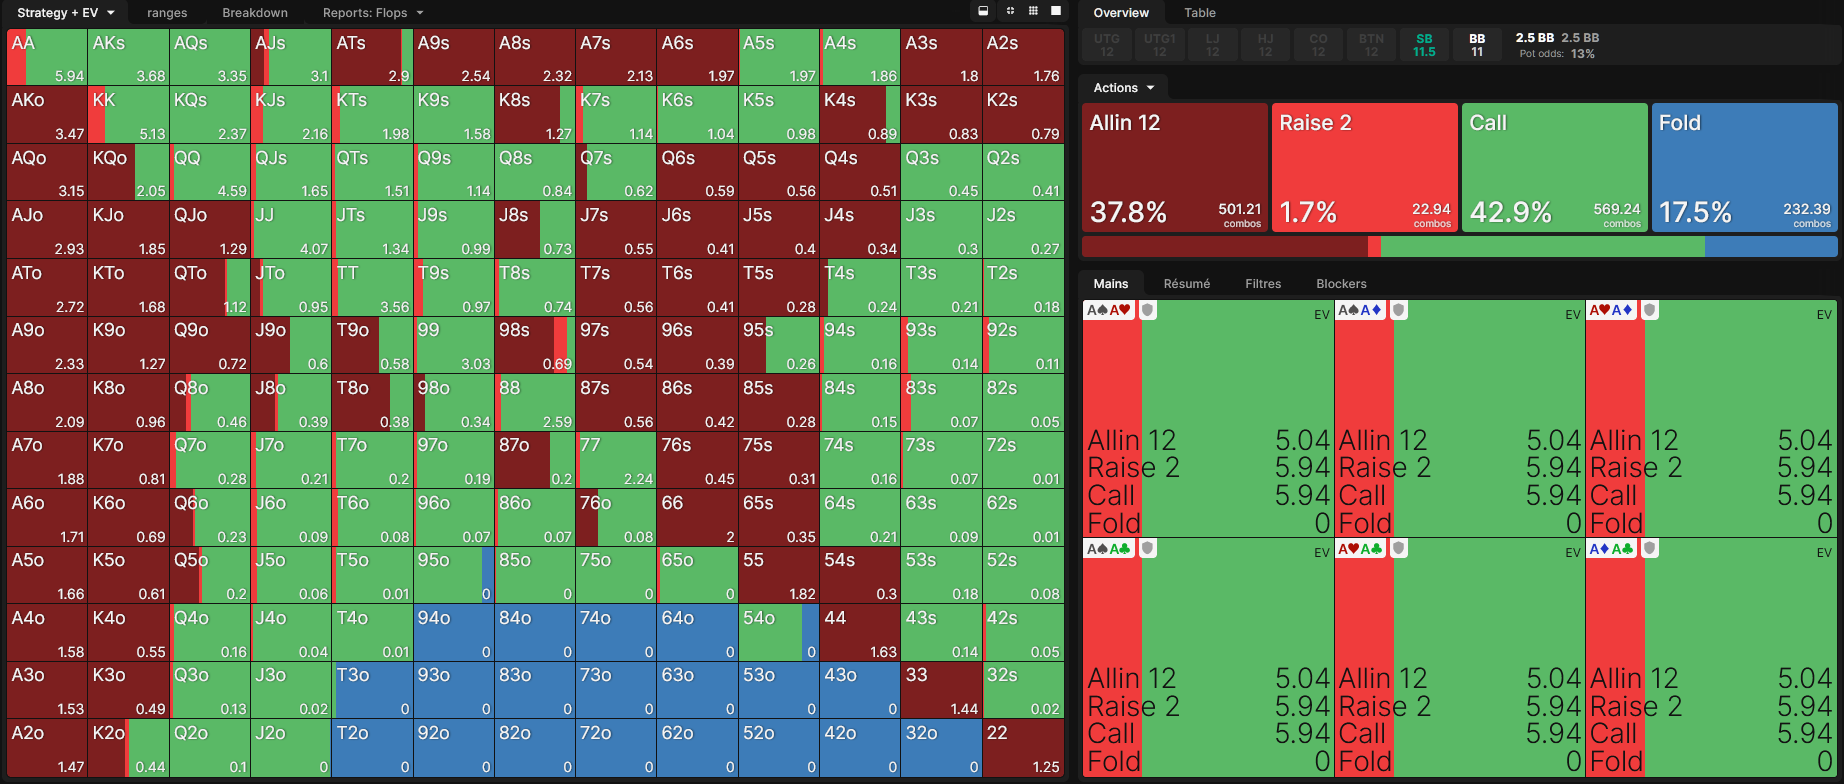 Strategy + EV ranges Breakdown Reports: Flops
AA AKs AQs AJs ATs A9s A8s A7s A6s A5s A4s A3s A2s
5.94 3.68 3.35 3.1 2.9 2.54 2.32 2.13 1.97 1.97 1.86 1.8 1.76
AKo KK KQs KJs KTs K9s K8s K7s K6s K5s K4s K3s K2s
3.47 5.13 2.37 2.16 1.98 1.58 1.27 1.14 1.04 0.98 0.89 0.83 0.79
AQo KQo QQ QJs QTs Q9s Q8s Q7s Q6s Q5s Q4s Q3s Q2s
3.15 2.05 4.59 1.65 1.51 1.14 0.84 0.62 0.59 0.56 0.51 0.45 0.41
AJo KJo QJo JJ JTs J9s J8s J7s J6s J5s J4s J3s J2s
2.93 1.85 1.29 4.07 1.34 0.99 0.73 0.55 0.41 0.4 0.34 0.3 0.27
ATo KTo QTo JTo TT T9s T8s T7s T6s T5s T4s T3s T2s
2.72 1.68 1.12 0.95 3.56 0.97 0.74 0.56 0.41 0.28 0.24 0.21 0.18
A9o K9o Q9o J9o T9o 99 98s 97s 96s 95s 94s 93s 92s
2.33 1.27 0.72 0.6 0.58 3.03 0.69 0.54 0.39 0.26 0.16 0.14 0.11
A8o K8o Q8o J8o T8o 98o 88 87s 86s 85s 84s 83s 82s
2.09 0.96 0.46 0.39 0.38 0.34 2.59 0.56 0.42 0.28 0.15 0.07 0.05
A7o K7o Q7o J7o T7o 97o 87o 77 76s 75s 74s 73s 72s
1.88 0.81 0.28 0.21 0.2 0.19 0.2 2.24 0.45 0.31 0.16 0.07 0.01
A6o K6o Q6o J6o T6o 96o 86o 76o 66 65s 64s 63s 62s
1.71 0.69 0.23 0.09 0.08 0.07 0.07 0.08 2 0.35 0.21 0.09 0.01
A5o K5o Q5o J5o T5o 95o 85o 75o 65o 55 54s 53s 52s
1.66 0.61 0.2 0.06 0.01 0 0 0 0 1.82 0.3 0.18 0.08
A4o K4o Q4o J4o T4o 94o 84o 74o 64o 54o 44 43s 42s
1.58 0.55 0.16 0.04 0.01 0 0 0 0 0 1.63 0.14 0.05
A3o K3o Q3o J3o T3o 93o 83o 73o 63o 53o 43o 33 32s
1.53 0.49 0.13 0.02 0 0 0 0 0 0 0 1.44 0.02
A2o K2o Q2o J2o T2o 92o 82o 72o 62o 52o 42o 32o 22
1.47 0.44 0.1 0 0 0 0 0 0 0 0 0 1.25
Overview Table
UTG UTG1 LJ HJ CO BTN SB BB 2.5 BB 2.5 BB
12 12 12 12 12 12 11.5 11 Pot odds: 13%
Actions
Allin 12 Raise 2 Call Fold
37.8% 501.21 1.7% 22.94 42.9% 569.24 17.5% 232.39
combos combos combos combos
Mains Résumé Filtres Blockers
A♠A♥ EV A♠A♦ EV A♥A♦ EV
Allin 12 5.04 Allin 12 5.04 Allin 12 5.04
Raise 2 5.94 Raise 2 5.94 Raise 2 5.94
Call 5.94 Call 5.94 Call 5.94
Fold 0 Fold 0 Fold 0
A♠A♣ EV A♥A♣ EV A♦A♣ EV
Allin 12 5.04 Allin 12 5.04 Allin 12 5.04
Raise 2 5.94 Raise 2 5.94 Raise 2 5.94
Call 5.94 Call 5.94 Call 5.94
Fold 0 Fold 0 Fold 0